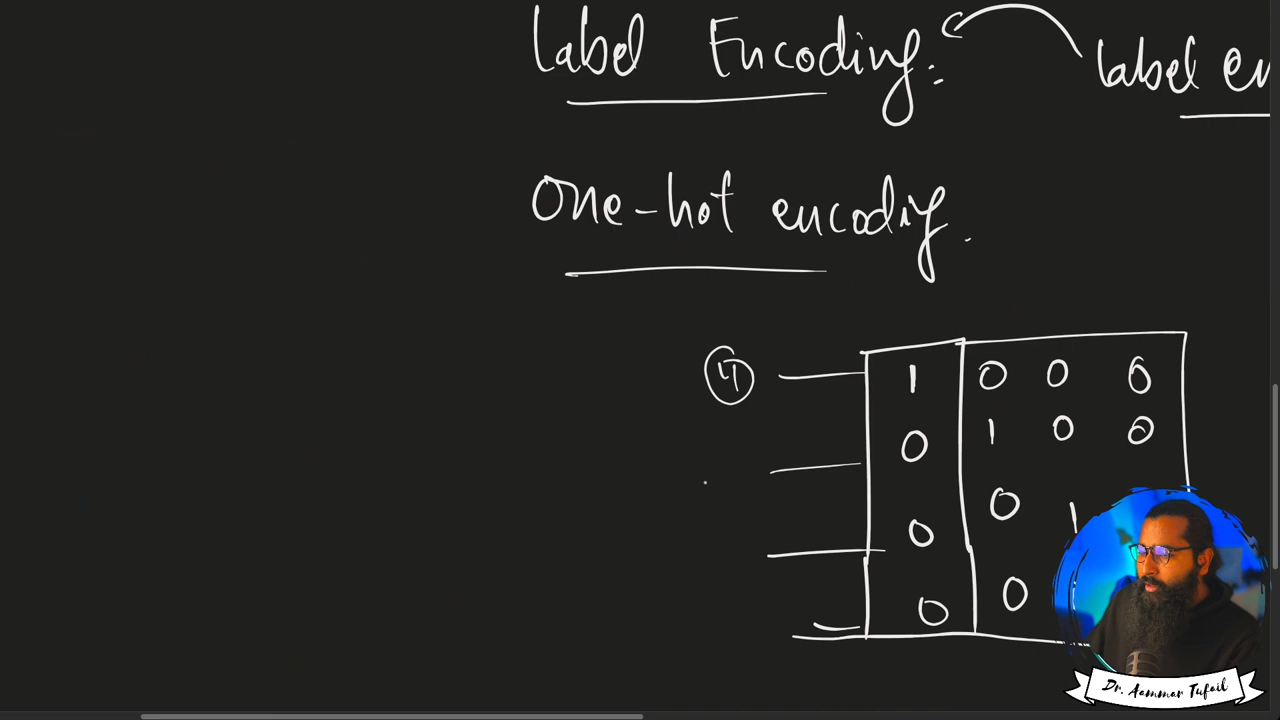 Label Encoding:
label en
One-hot encodig.
4 1 0 0 0
0 1 0 0
0 0 1
0 0
Dr. Aammar Tufail